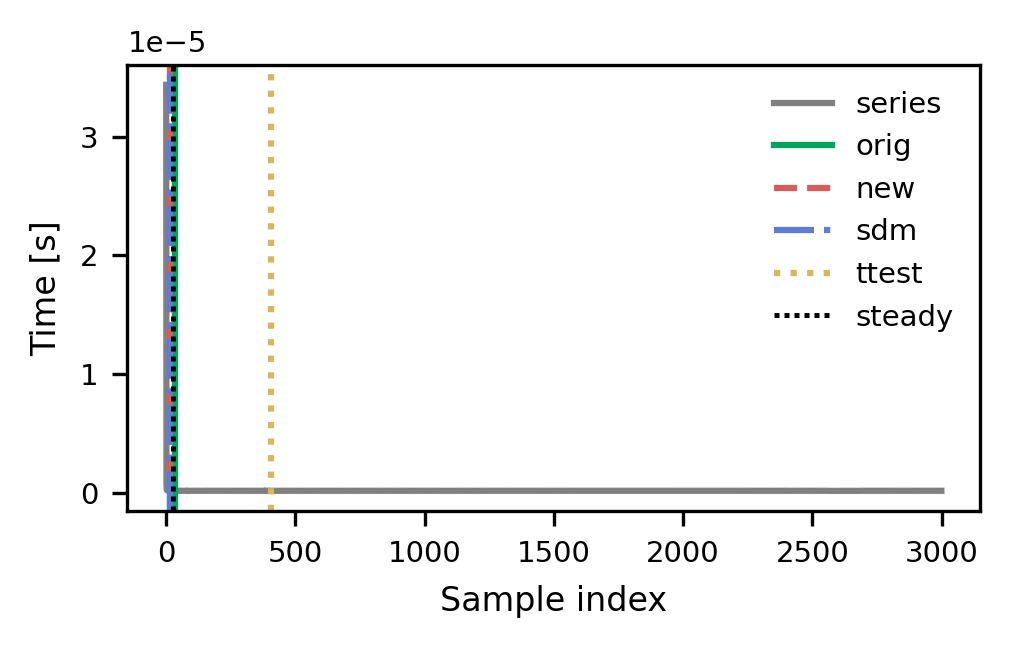 1e−5
3
2
1
0
Time [s]
series
orig
new
sdm
ttest
steady
0 500 1000 1500 2000 2500 3000
Sample index